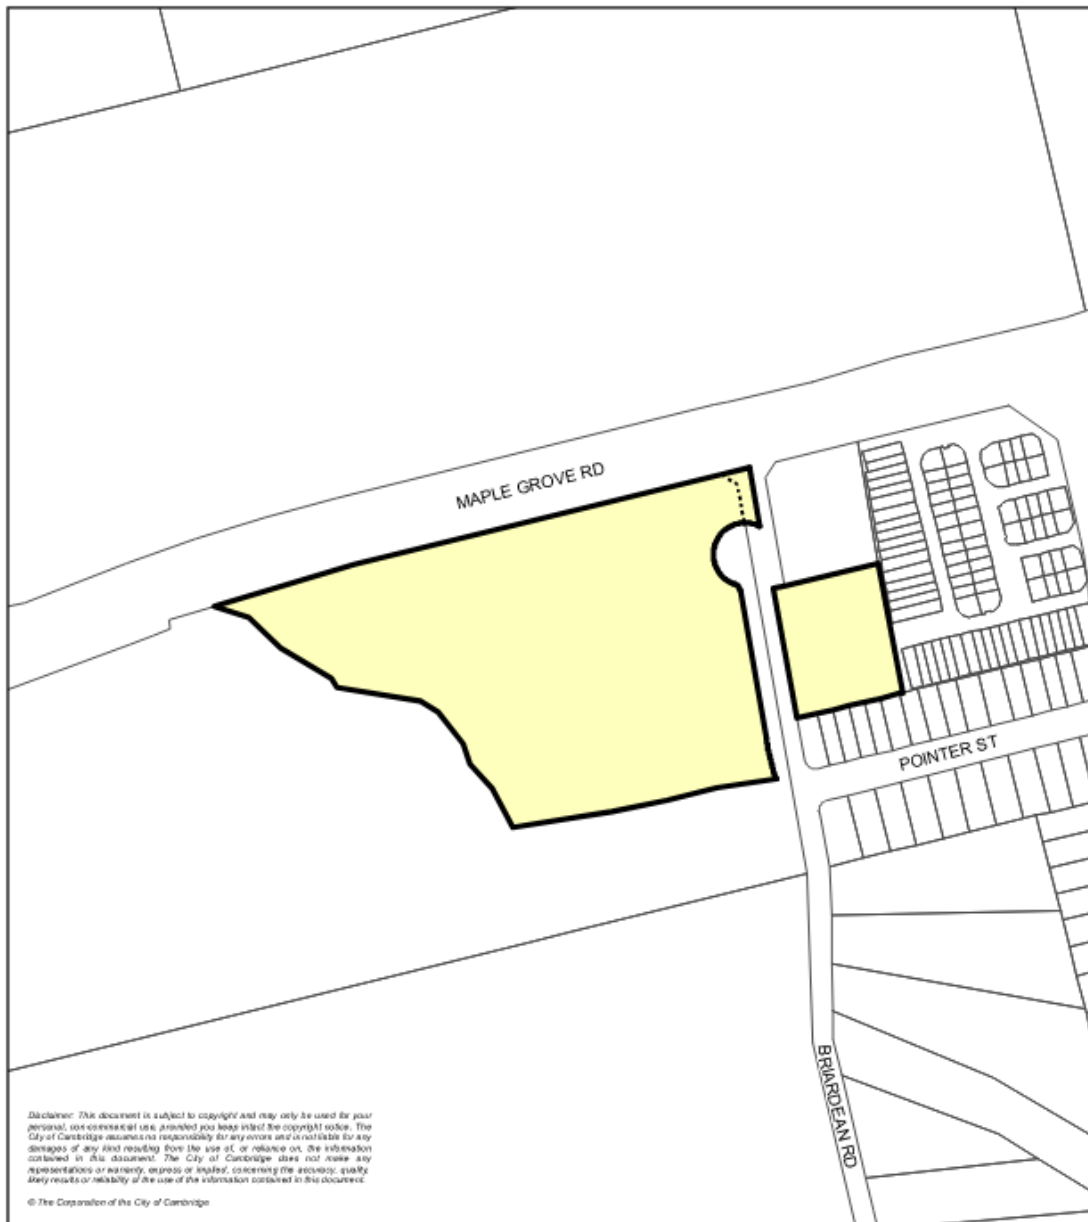 MAPLE GROVE RD
POINTER ST
BRIARDEAN RD
Disclaimer: This document is subject to copyright and may only be used for your
personal, non-commercial use, provided you keep intact the copyright notice. The
City of Cambridge assumes no responsibility for any errors and is not liable for any
damages of any kind resulting from the use of, or reliance on, the information
contained in this document. The City of Cambridge does not make any
representations or warranty, express or implied, concerning the accuracy, quality,
likely results or reliability of the use of the information contained in this document.
© The Corporation of the City of Cambridge